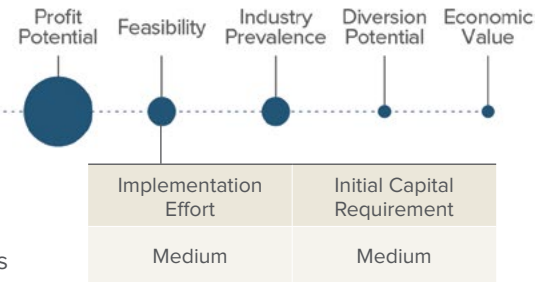 Profit Potential
Feasibility
Industry Prevalence
Diversion Potential
Economic Value
Implementation Effort
Initial Capital Requirement
Medium
Medium
s